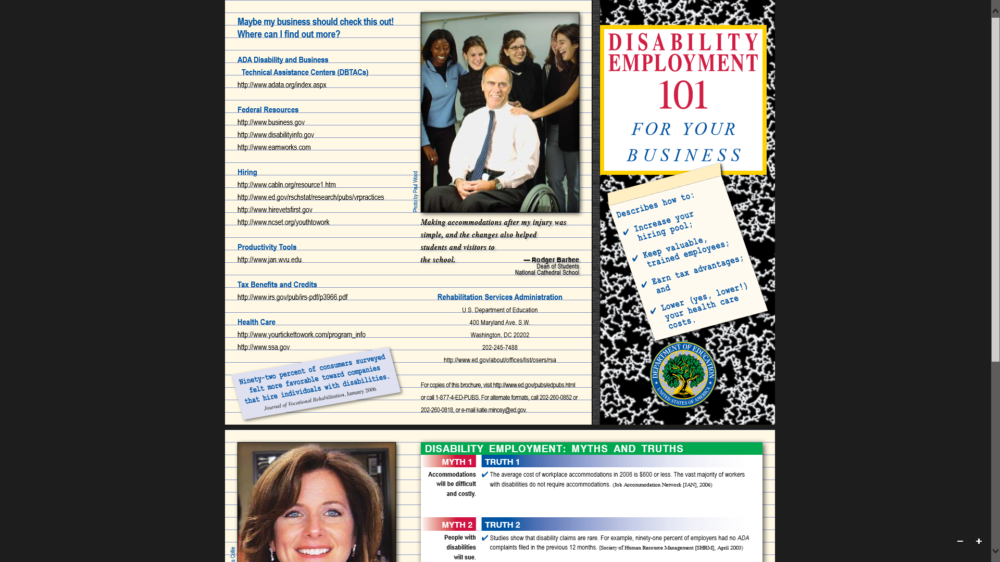 Maybe my business should check this out!
Where can I find out more?
ADA Disability and Business
Technical Assistance Centers (DBTACs)
http://www.adata.org/index.aspx
Federal Resources
http://www.business.gov
http://www.disabilityinfo.gov
http://www.earnworks.com
Hiring
http://www.cabln.org/resource1.htm
http://www.ed.gov/rschstat/research/pubs/vrpractices
http://www.hirevetsfirst.gov
http://www.ncset.org/youthtowork
Productivity Tools
http://www.jan.wvu.edu
Tax Benefits and Credits
http://www.irs.gov/pub/irs-pdf/p3966.pdf
Health Care
http://www.yourtickettowork.com/program_info
http://www.ssa.gov
Ninety-two percent of consumers surveyed
felt more favorable toward companies
that hire individuals with disabilities.
Journal of Vocational Rehabilitation, January 2006
Photo by Paul Wood
Making accommodations after my injury was
simple, and the changes also helped
students and visitors to
the school.
— Rodger Barbee
Dean of Students
National Cathedral School
Rehabilitation Services Administration
U.S. Department of Education
400 Maryland Ave. S.W.
Washington, DC 20202
202-245-7488
http://www.ed.gov/about/offices/list/osers/rsa
For copies of this brochure, visit http://www.ed.gov/pubs/edpubs.html
or call 1-877-4-ED-PUBS. For alternate formats, call 202-260-0852 or
202-260-0818, or e-mail katie.mincey@ed.gov.
DISABILITY
EMPLOYMENT
101
FOR YOUR
BUSINESS
Describes how to:
✔ Increase your
hiring pool;
✔ Keep valuable,
trained employees;
✔ Earn tax advantages;
and
✔ Lower (yes, lower!)
your health care
costs.
DEPARTMENT OF EDUCATION
★ UNITED STATES OF AMERICA ★
s Collie
DISABILITY EMPLOYMENT: MYTHS AND TRUTHS
MYTH 1
TRUTH 1
Accommodations
will be difficult
and costly.
✔ The average cost of workplace accommodations in 2006 is $600 or less. The vast majority of workers
with disabilities do not require accommodations. (Job Accommodation Network [JAN], 2006)
MYTH 2
TRUTH 2
People with
disabilities
will sue.
✔ Studies show that disability claims are rare. For example, ninety-one percent of employers had no ADA
complaints filed in the previous 12 months. (Society of Human Resource Management [SHRM], April 2003)